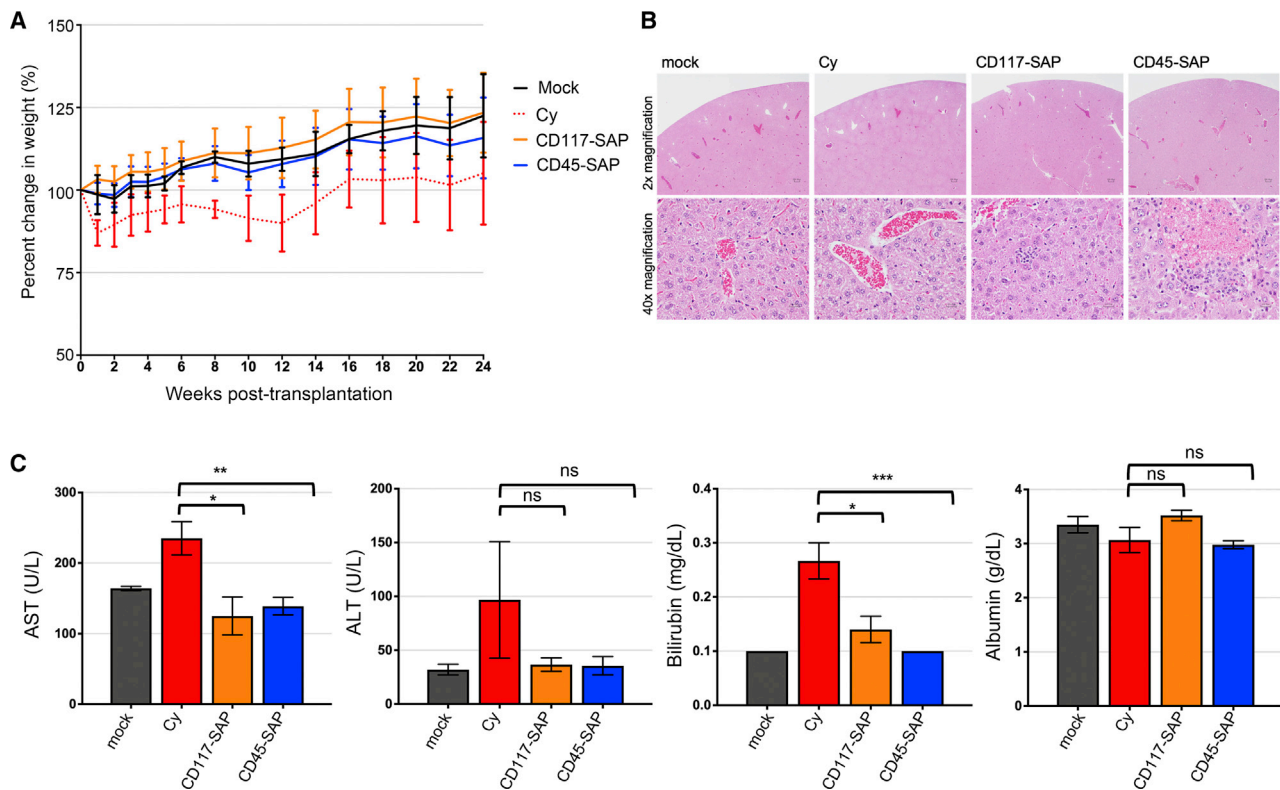 A
Percent change in weight (%)
150
125
100
75
50
0 2 4 6 8 10 12 14 16 18 20 22 24
Weeks post-transplantation
Mock
Cy
CD117-SAP
CD45-SAP
B
mock Cy CD117-SAP CD45-SAP
2x magnification
40x magnification
C
AST (U/L)
300
200
100
0
**
*
mock Cy CD117-SAP CD45-SAP
ALT (U/L)
200
150
100
50
0
ns
ns
mock Cy CD117-SAP CD45-SAP
Bilirubin (mg/dL)
0.4
0.3
0.2
0.1
0.0
***
*
mock Cy CD117-SAP CD45-SAP
Albumin (g/dL)
4
3
2
1
0
ns
ns
mock Cy CD117-SAP CD45-SAP